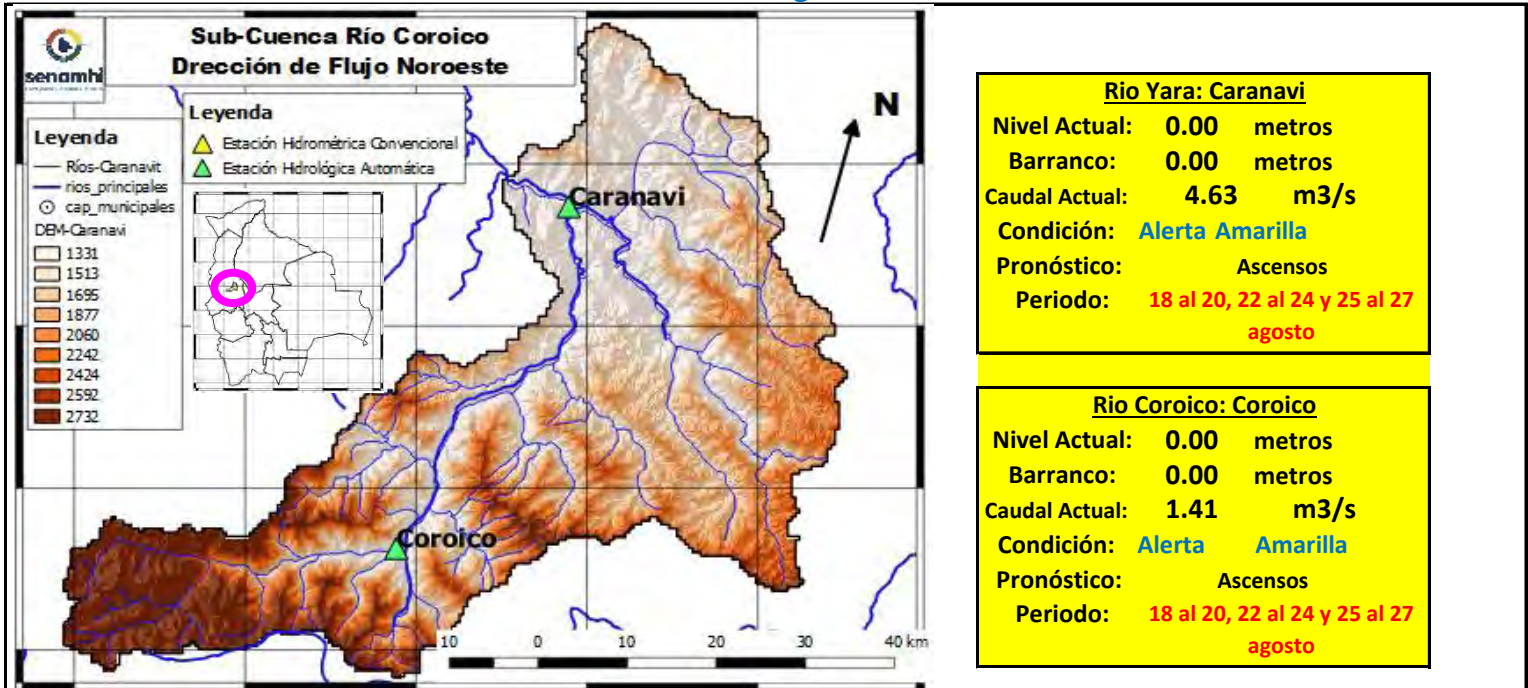 senamhi
Sub-Cuenca Río Coroico
Drección de Flujo Noroeste
Leyenda
Estación Hidrométrica Convencional
Estación Hidrológica Automática
Leyenda
Ríos-Caranavit
rios_principales
cap_municipales
DEM-Caranavi
1331
1513
1695
1877
2060
2242
2424
2592
2732
N
Caranavi
Coroico
10 0 10 20 30 40 km
Rio Yara: Caranavi
Nivel Actual: 0.00 metros
Barranco: 0.00 metros
Caudal Actual: 4.63 m3/s
Condición: Alerta Amarilla
Pronóstico: Ascensos
Periodo: 18 al 20, 22 al 24 y 25 al 27
agosto
Rio Coroico: Coroico
Nivel Actual: 0.00 metros
Barranco: 0.00 metros
Caudal Actual: 1.41 m3/s
Condición: Alerta Amarilla
Pronóstico: Ascensos
Periodo: 18 al 20, 22 al 24 y 25 al 27
agosto